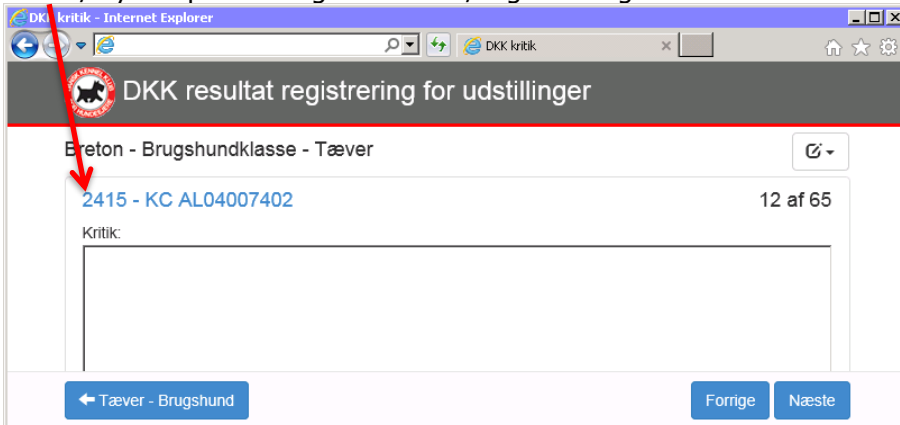 DKK kritik - Internet Explorer
DKK kritik
DKK resultat registrering for udstillinger
Breton - Brugshundklasse - Tæver
2415 - KC AL04007402
12 af 65
Kritik:
Tæver - Brugshund
Forrige
Næste